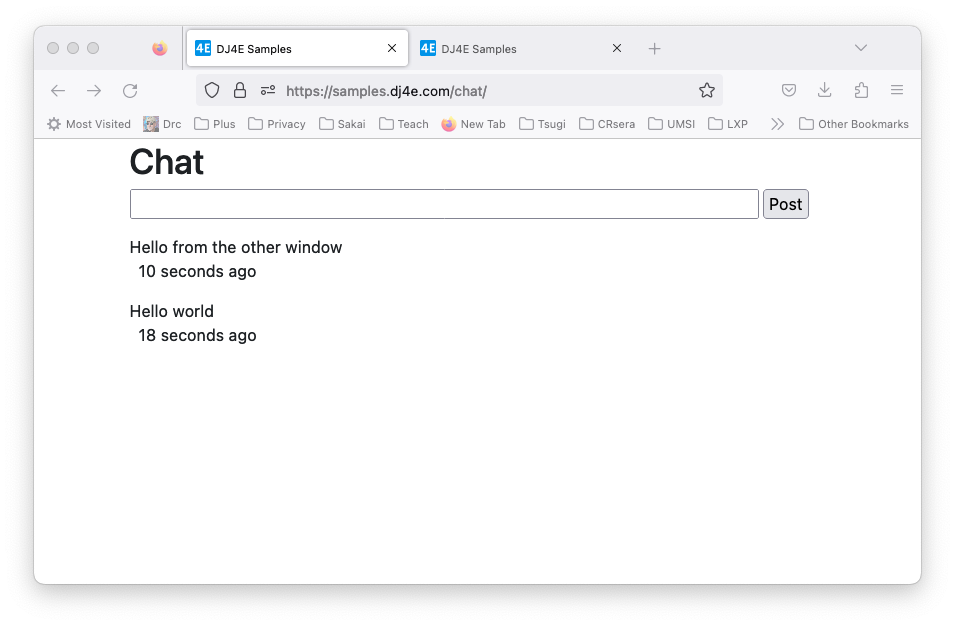 4E DJ4E Samples 4E DJ4E Samples
https://samples.dj4e.com/chat/
Most Visited Drc Plus Privacy Sakai Teach New Tab Tsugi CRsera UMSI LXP Other Bookmarks
Chat
Post
Hello from the other window
10 seconds ago
Hello world
18 seconds ago